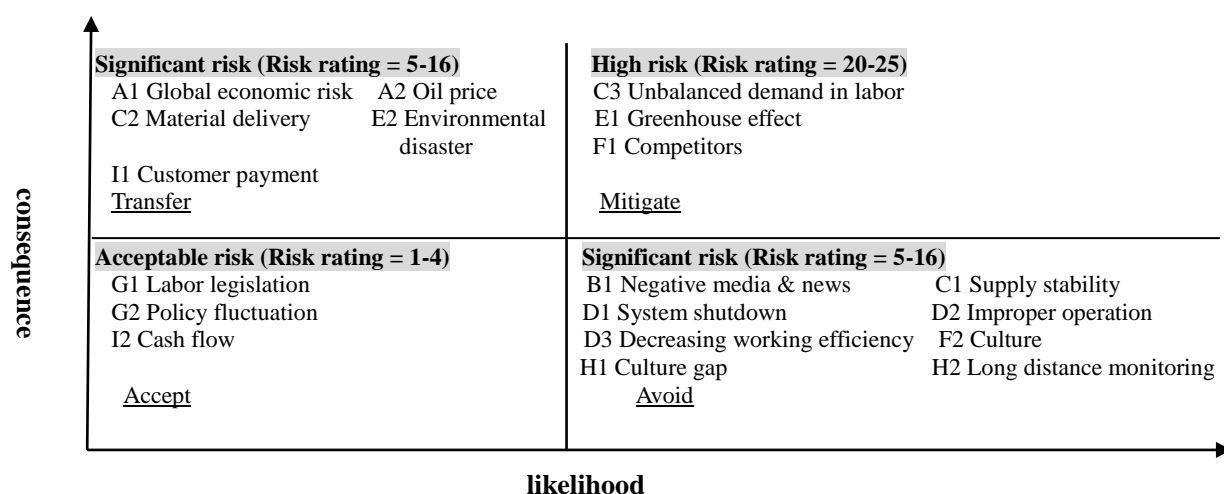 Significant risk (Risk rating = 5-16)
A1 Global economic risk A2 Oil price
C2 Material delivery E2 Environmental
disaster
I1 Customer payment
Transfer
High risk (Risk rating = 20-25)
C3 Unbalanced demand in labor
E1 Greenhouse effect
F1 Competitors
Mitigate
consequence
Acceptable risk (Risk rating = 1-4)
G1 Labor legislation
G2 Policy fluctuation
I2 Cash flow
Accept
Significant risk (Risk rating = 5-16)
B1 Negative media & news C1 Supply stability
D1 System shutdown D2 Improper operation
D3 Decreasing working efficiency F2 Culture
H1 Culture gap H2 Long distance monitoring
Avoid
likelihood